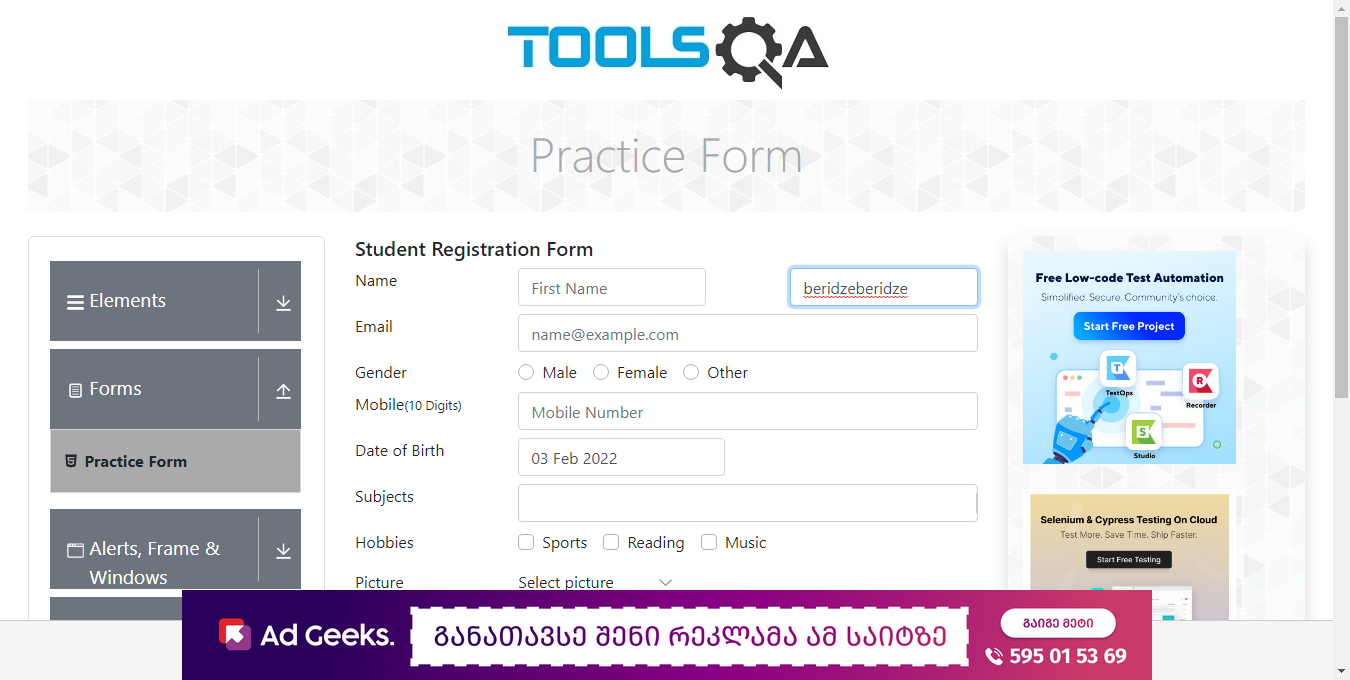 TOOLSQA
Practice Form
Elements
Forms
Practice Form
Alerts, Frame &
Windows
Student Registration Form
Name First Name beridzeberidze
Email name@example.com
Gender Male Female Other
Mobile(10 Digits) Mobile Number
Date of Birth 03 Feb 2022
Subjects
Hobbies Sports Reading Music
Picture Select picture
Free Low-code Test Automation
Simplified. Secure. Community's choice.
Start Free Project
T
TestOps
R
Recorder
S
Studio
Selenium & Cypress Testing On Cloud
Test More. Save Time. Ship Faster.
Start Free Testing
Ad Geeks.
განათავსე შენი რეკლამა ამ საიტზე
გაიგე მეტი
595 01 53 69